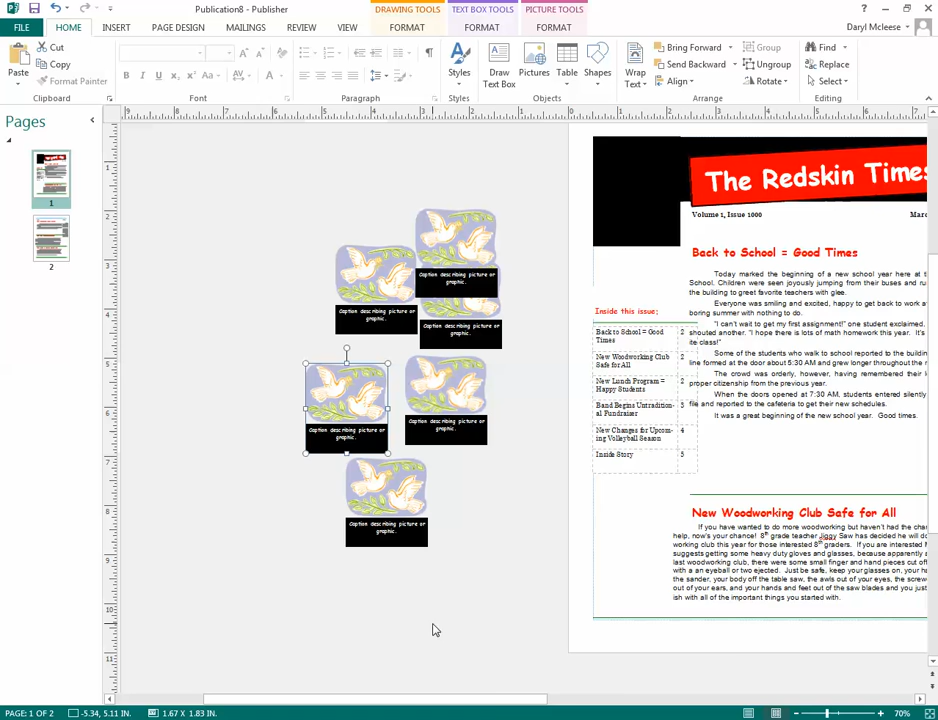 Publication8 - Publisher
DRAWING TOOLS
TEXT BOX TOOLS
PICTURE TOOLS
?
FILE
HOME
INSERT
PAGE DESIGN
MAILINGS
REVIEW
VIEW
FORMAT
FORMAT
FORMAT
Daryl Mcleese
Paste
Cut
Copy
Format Painter
Clipboard
Font
Paragraph
Styles
Styles
Draw
Text Box
Pictures
Table
Shapes
Objects
Wrap
Text
Bring Forward
Send Backward
Align
Group
Ungroup
Rotate
Arrange
Find
Replace
Select
Editing
Pages
1
2
The Redskin Times
Volume 1, Issue 1000
Back to School = Good Times
Today marked the beginning of a new school year here at
School. Children were seen joyously jumping from their buses and
the building to greet favorite teachers with glee.
Everyone was smiling and excited, happy to get back to work
boring summer with nothing to do.
"I can't wait to get my first assignment!" one student exclaimed,
shouted another. "I hope there is lots of math homework this year.
ite class!"
Some of the students who walk to school reported to the building
line formed at the door about 5:30 AM and grew longer throughout the
The crowd was orderly, however, having remembered their
proper citizenship from the previous year.
When the doors opened at 7:30 AM, students entered silently
and reported to the cafeteria to get their new schedules.
It was a great beginning of the new school year. Good times.
Inside this issue:
Back to School = Good
Times
2
New Woodworking Club
Safe for All
2
New Lunch Program =
Happy Students
2
Band Begins Untradition-
al Fundraiser
3
New Changes for Upcom-
ing Volleyball Season
4
Inside Story
5
New Woodworking Club Safe for All
If you have wanted to do more woodworking but haven't had the
help, now's your chance! 8th grade teacher Jiggy Saw has decided he will
working club this year for those interested 8th graders. If you are interested
suggests getting some heavy duty gloves and glasses, because apparently
last woodworking club, there were some small finger and hand pieces cut
with a an eyeball or two ejected. Just be safe, keep your glasses on, your
the sander, your body off the table saw, the awls out of your eyes, the
out of your ears, and your hands and feet out of the saw blades and you
ish with all of the important things you started with.
Caption describing picture or
graphic.
Caption describing picture or
graphic.
Caption describing picture or
graphic.
Caption describing picture or
graphic.
Caption describing picture or
graphic.
Caption describing picture or
graphic.
PAGE: 1 OF 2
-5.34, 5.11 IN.
1.67 X 1.83 IN.
70%